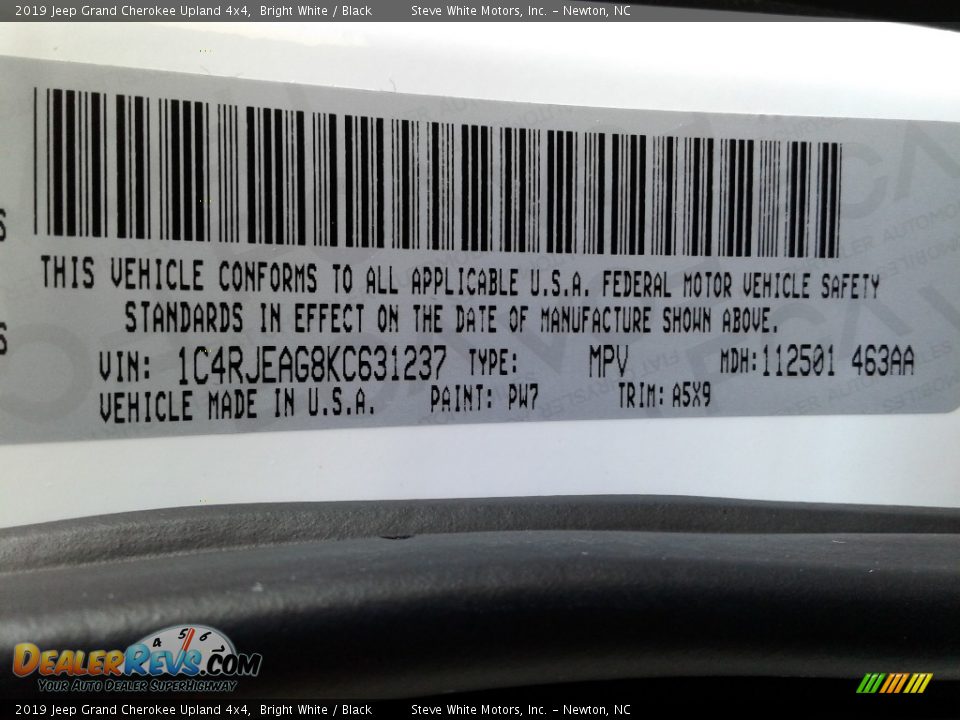 2019 Jeep Grand Cherokee Upland 4x4, Bright White / Black Steve White Motors, Inc. - Newton, NC
THIS VEHICLE CONFORMS TO ALL APPLICABLE U.S.A. FEDERAL MOTOR VEHICLE SAFETY
STANDARDS IN EFFECT ON THE DATE OF MANUFACTURE SHOWN ABOVE.
VIN: 1C4RJEAG8KC631237 TYPE: MPV MDH:112501 463AA
VEHICLE MADE IN U.S.A. PAINT: PW7 TRIM: A5X9
4 5 6
DEALERREVS.COM
YOUR AUTO DEALER SUPERHIGHWAY
2019 Jeep Grand Cherokee Upland 4x4, Bright White / Black Steve White Motors, Inc. - Newton, NC